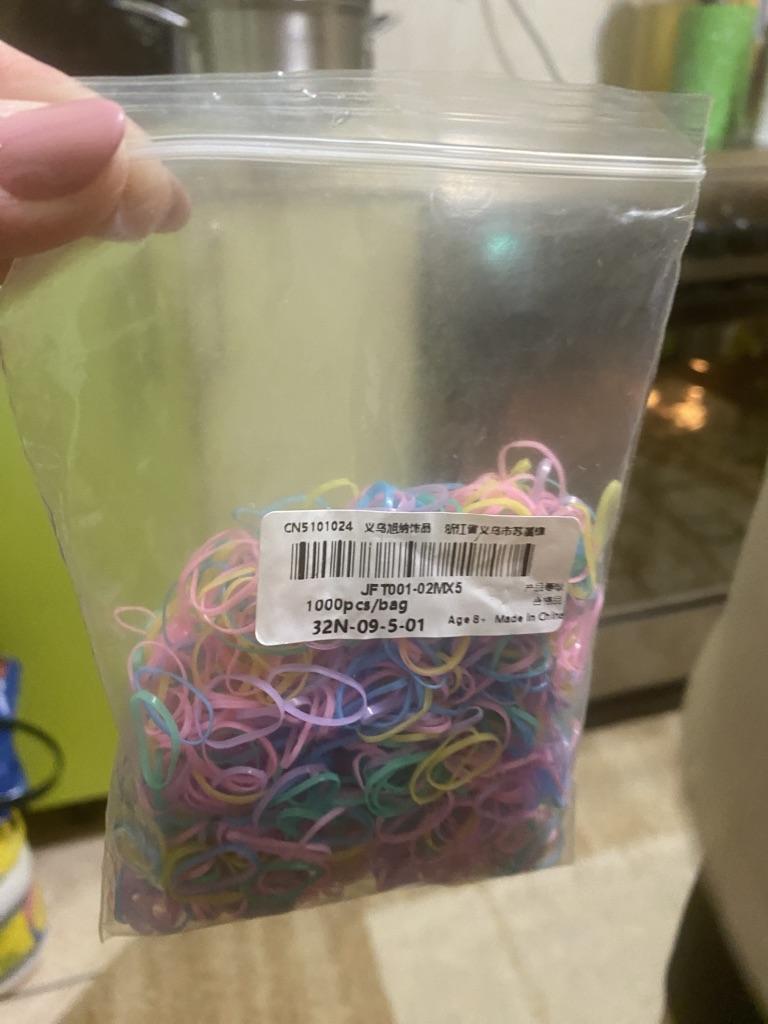 CN5101024 义乌旭纳饰品 浙江省义乌市苏溪镇
JFT001-02MX5
1000pcs/bag
32N-09-5-01 Age 8+ Made in China